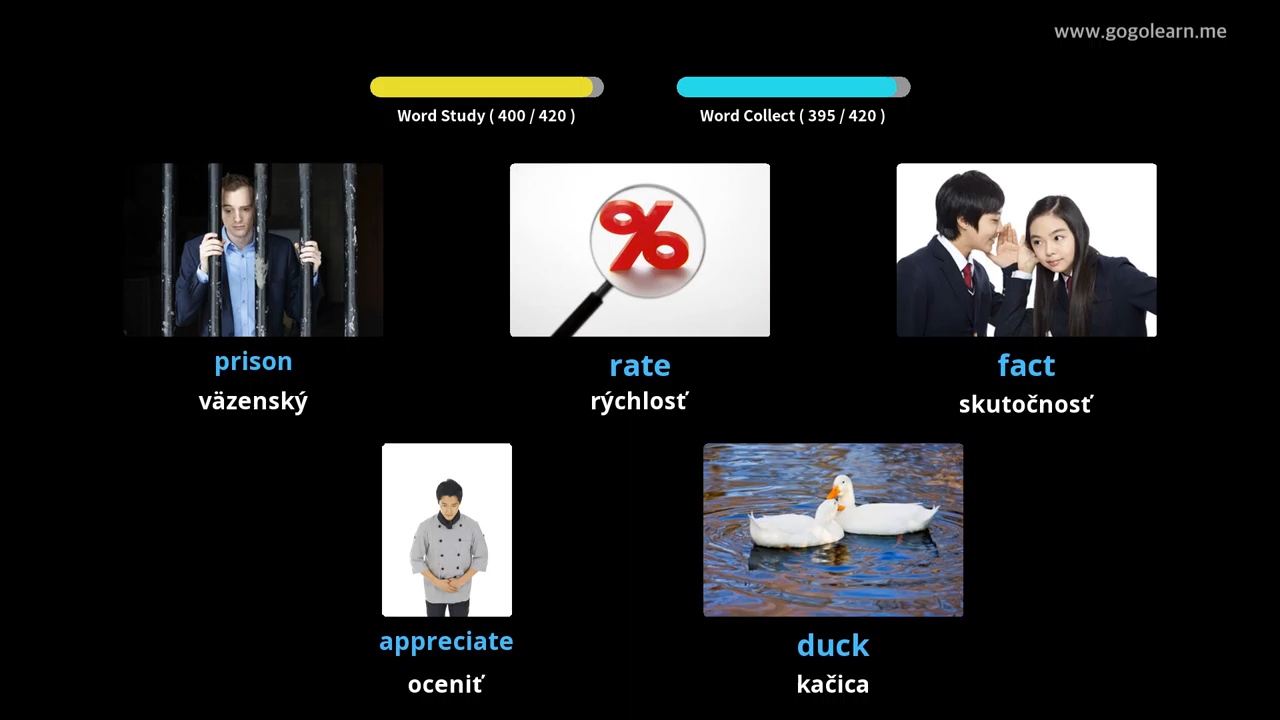 www.gogolearn.me
Word Study ( 400 / 420 )
Word Collect ( 395 / 420 )
prison
väzenský
rate
rýchlosť
fact
skutočnosť
appreciate
oceniť
duck
kačica